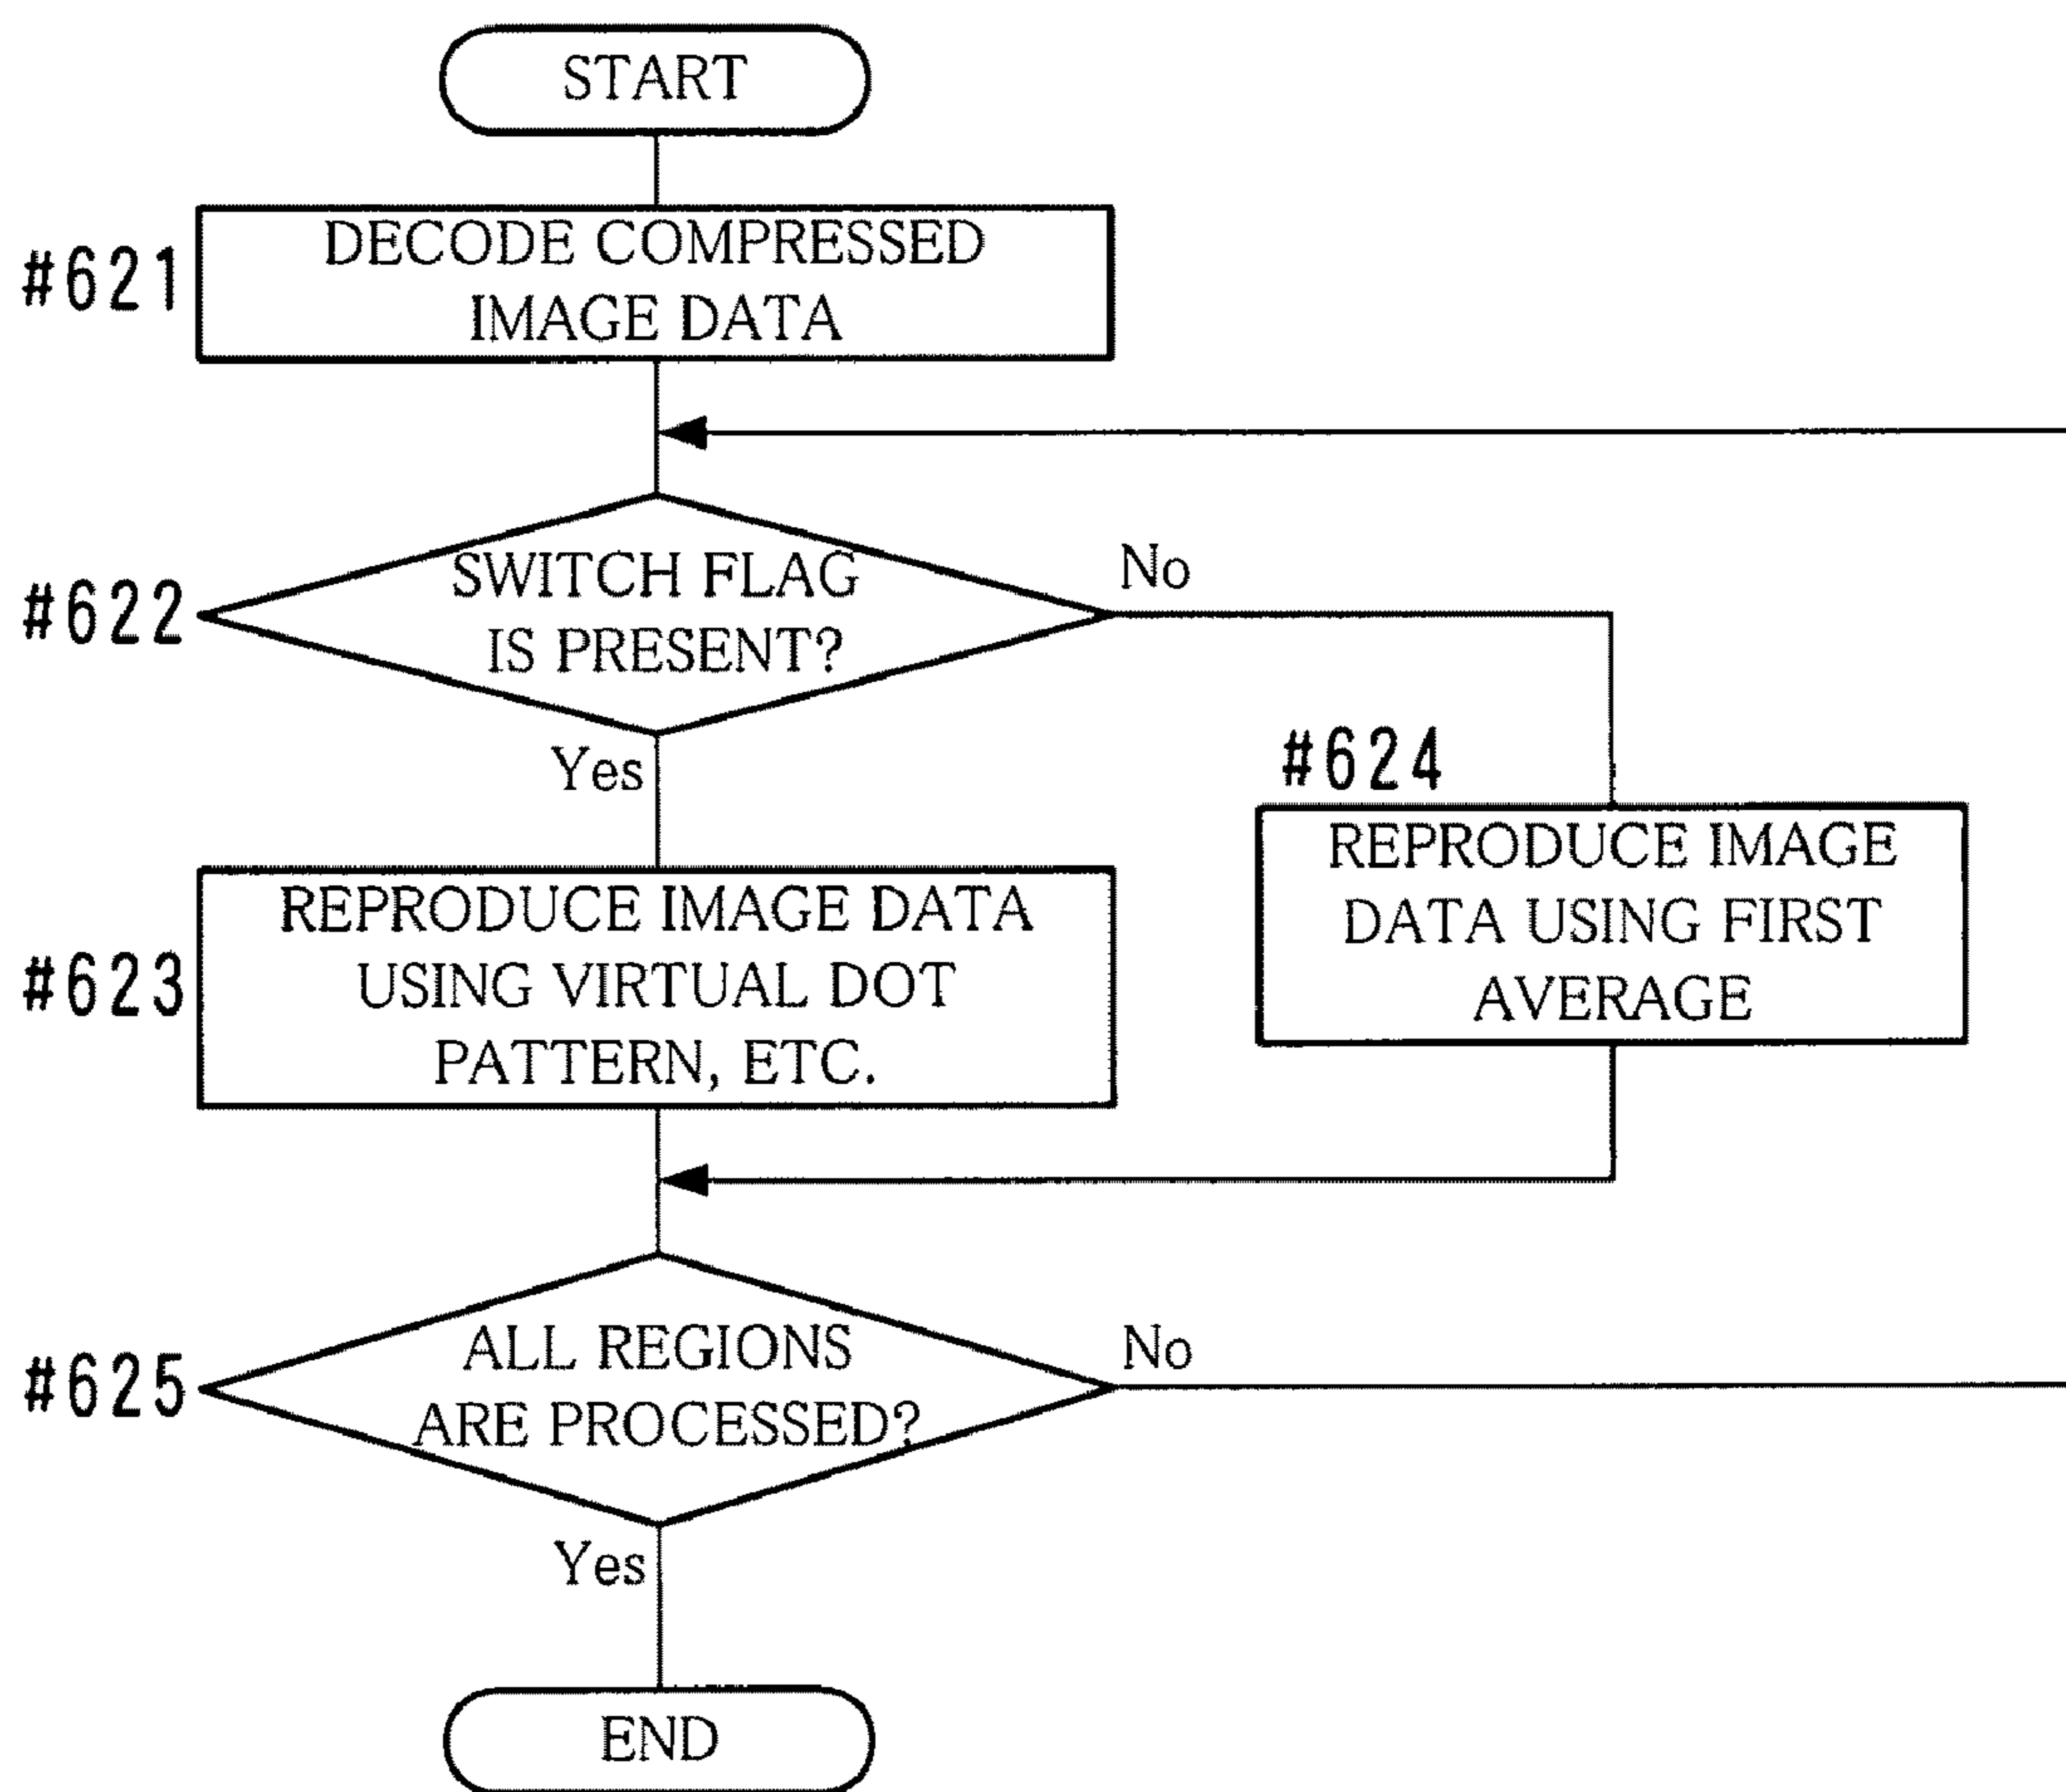 START
#621
DECODE COMPRESSED
IMAGE DATA
#622
SWITCH FLAG
IS PRESENT?
No
Yes
#624
REPRODUCE IMAGE
DATA USING FIRST
AVERAGE
#623
REPRODUCE IMAGE DATA
USING VIRTUAL DOT
PATTERN, ETC.
#625
ALL REGIONS
ARE PROCESSED?
No
Yes
END